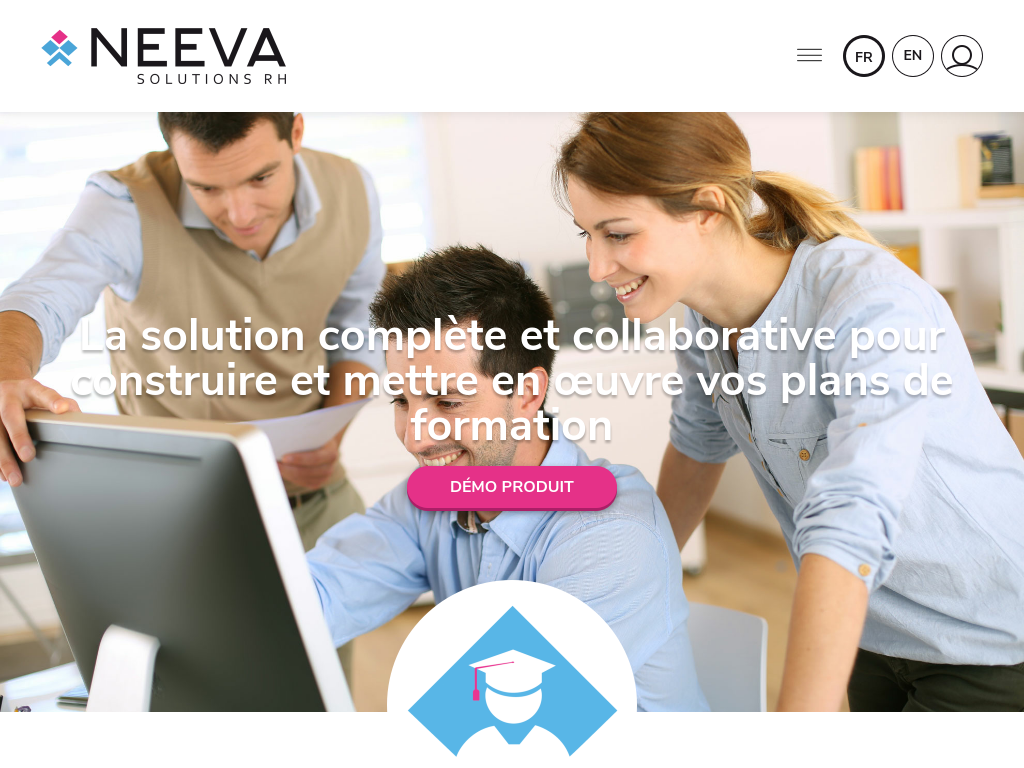 NEEVA
SOLUTIONS RH
FR
EN
La solution complète et collaborative pour
construire et mettre en œuvre vos plans de
formation
DÉMO PRODUIT